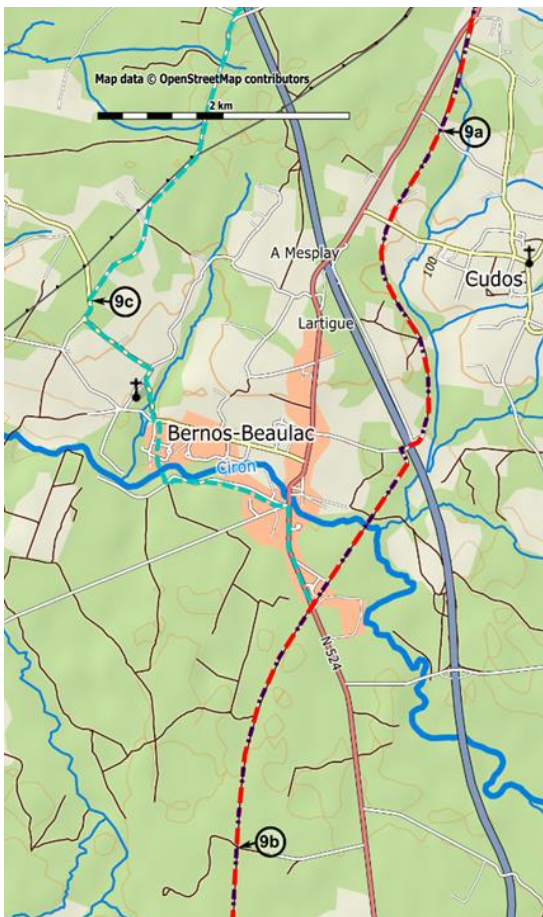 Map data © OpenStreetMap contributors
2 km
9a
A Mesplay
100
Cudos
9c
Lartigue
Bernos-Beaulac
Ciron
N 524
9b